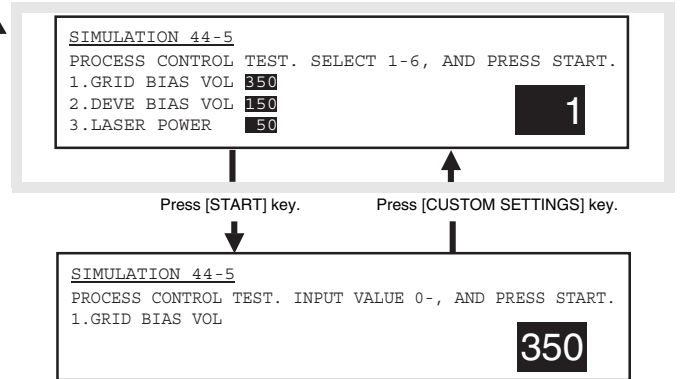 SIMULATION 44-5
PROCESS CONTROL TEST. SELECT 1-6, AND PRESS START.
1.GRID BIAS VOL 350
2.DEVE BIAS VOL 150
3.LASER POWER 50
1
Press [START] key. Press [CUSTOM SETTINGS] key.
SIMULATION 44-5
PROCESS CONTROL TEST. INPUT VALUE 0-, AND PRESS START.
1.GRID BIAS VOL
350